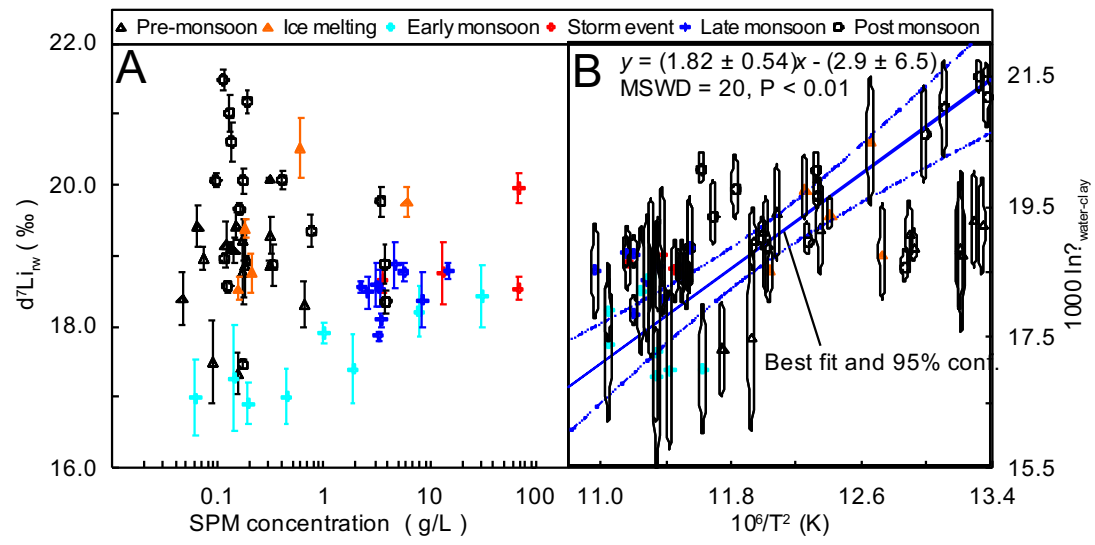 Pre-monsoon Ice melting Early monsoon Storm event Late monsoon Post monsoon
22.0
20.0
18.0
16.0
d⁷Li_rw (‰)
A
0.1 1 10 100
SPM concentration ( g/L )
B
y = (1.82 ± 0.54)x - (2.9 ± 6.5)
MSWD = 20, P < 0.01
Best fit and 95% conf.
21.5
19.5
17.5
15.5
1000 ln?_water-clay
11.0 11.8 12.6 13.4
10⁶/T² (K)